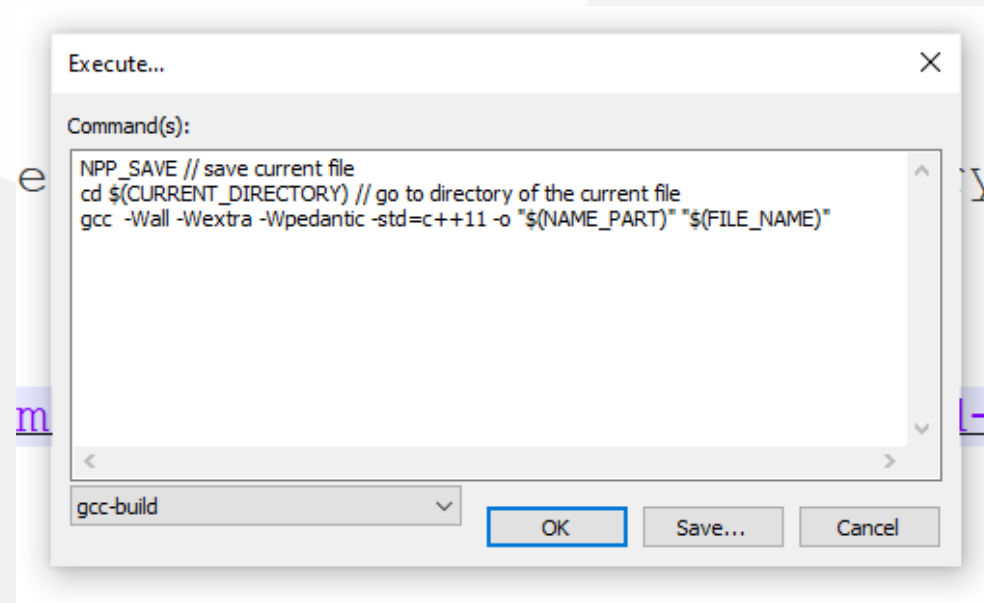 Execute...
Command(s):
NPP_SAVE // save current file
cd $(CURRENT_DIRECTORY) // go to directory of the current file
gcc  -Wall -Wextra -Wpedantic -std=c++11 -o "$(NAME_PART)" "$(FILE_NAME)"
gcc-build
OK
Save...
Cancel